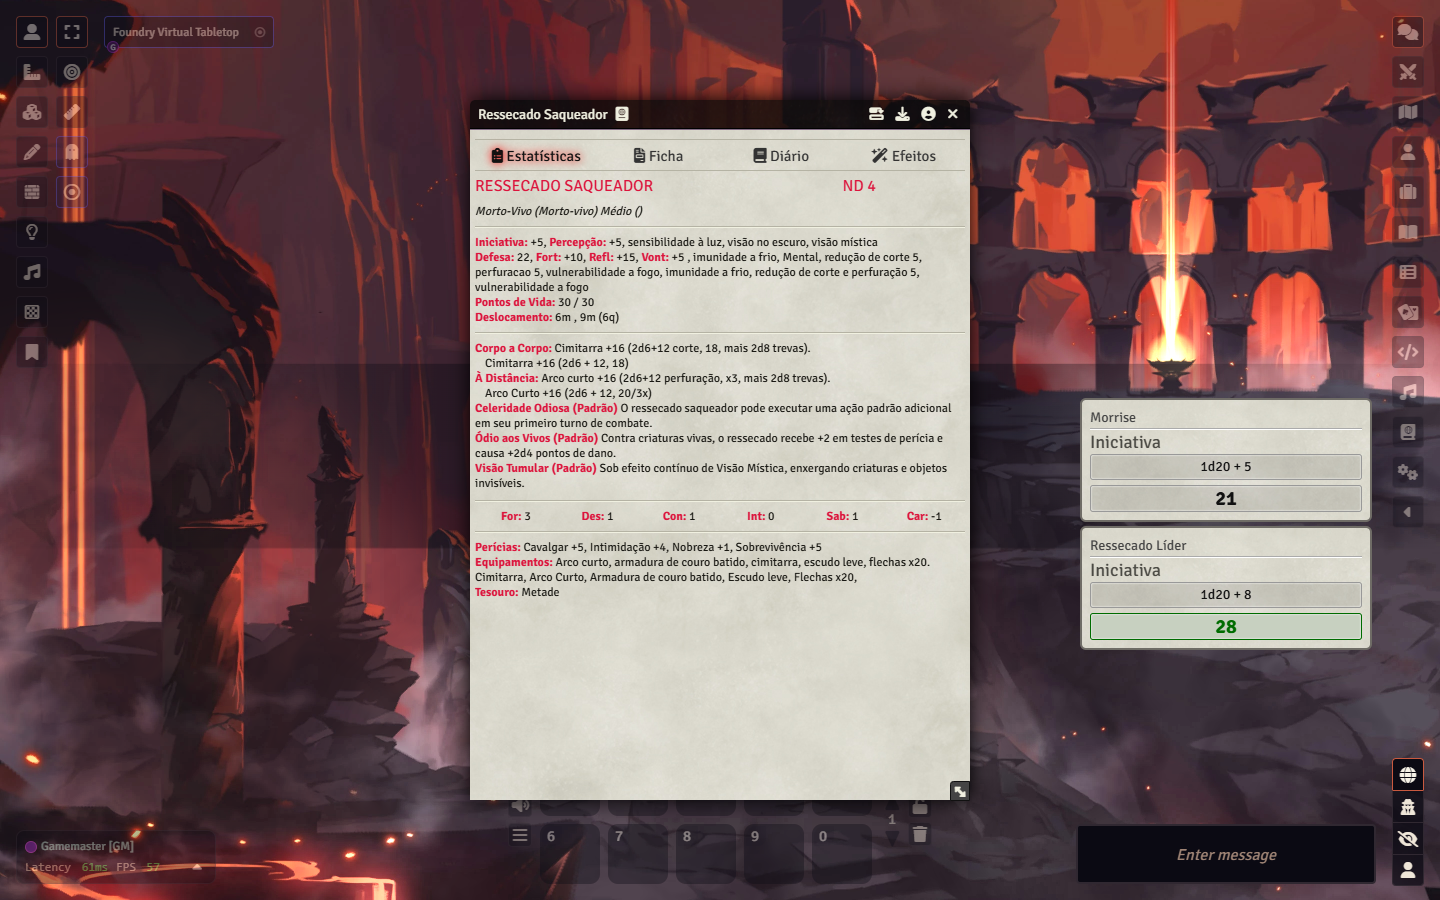 Foundry Virtual Tabletop
G
Ressecado Saqueador
Estatísticas
Ficha
Diário
Efeitos
RESSECADO SAQUEADOR
ND 4
Morto-Vivo (Morto-vivo) Médio ()
Iniciativa: +5, Percepção: +5, sensibilidade à luz, visão no escuro, visão mística
Defesa: 22, Fort: +10, Refl: +15, Vont: +5 , imunidade a frio, Mental, redução de corte 5,
perfuracao 5, vulnerabilidade a fogo, imunidade a frio, redução de corte e perfuração 5,
vulnerabilidade a fogo
Pontos de Vida: 30 / 30
Deslocamento: 6m , 9m (6q)
Corpo a Corpo: Cimitarra +16 (2d6+12 corte, 18, mais 2d8 trevas).
Cimitarra +16 (2d6 + 12, 18)
À Distância: Arco curto +16 (2d6+12 perfuração, x3, mais 2d8 trevas).
Arco Curto +16 (2d6 + 12, 20/3x)
Celeridade Odiosa (Padrão) O ressecado saqueador pode executar uma ação padrão adicional
em seu primeiro turno de combate.
Ódio aos Vivos (Padrão) Contra criaturas vivas, o ressecado recebe +2 em testes de perícia e
causa +2d4 pontos de dano.
Visão Tumular (Padrão) Sob efeito contínuo de Visão Mística, enxergando criaturas e objetos
invisíveis.
For: 3 Des: 1 Con: 1 Int: 0 Sab: 1 Car: -1
Perícias: Cavalgar +5, Intimidação +4, Nobreza +1, Sobrevivência +5
Equipamentos: Arco curto, armadura de couro batido, cimitarra, escudo leve, flechas x20.
Cimitarra, Arco Curto, Armadura de couro batido, Escudo leve, Flechas x20,
Tesouro: Metade
Morrise
Iniciativa
1d20 + 5
21
Ressecado Líder
Iniciativa
1d20 + 8
28
Enter message
6 7 8 9 0
1
Gamemaster [GM]
Latency 61ms FPS 57